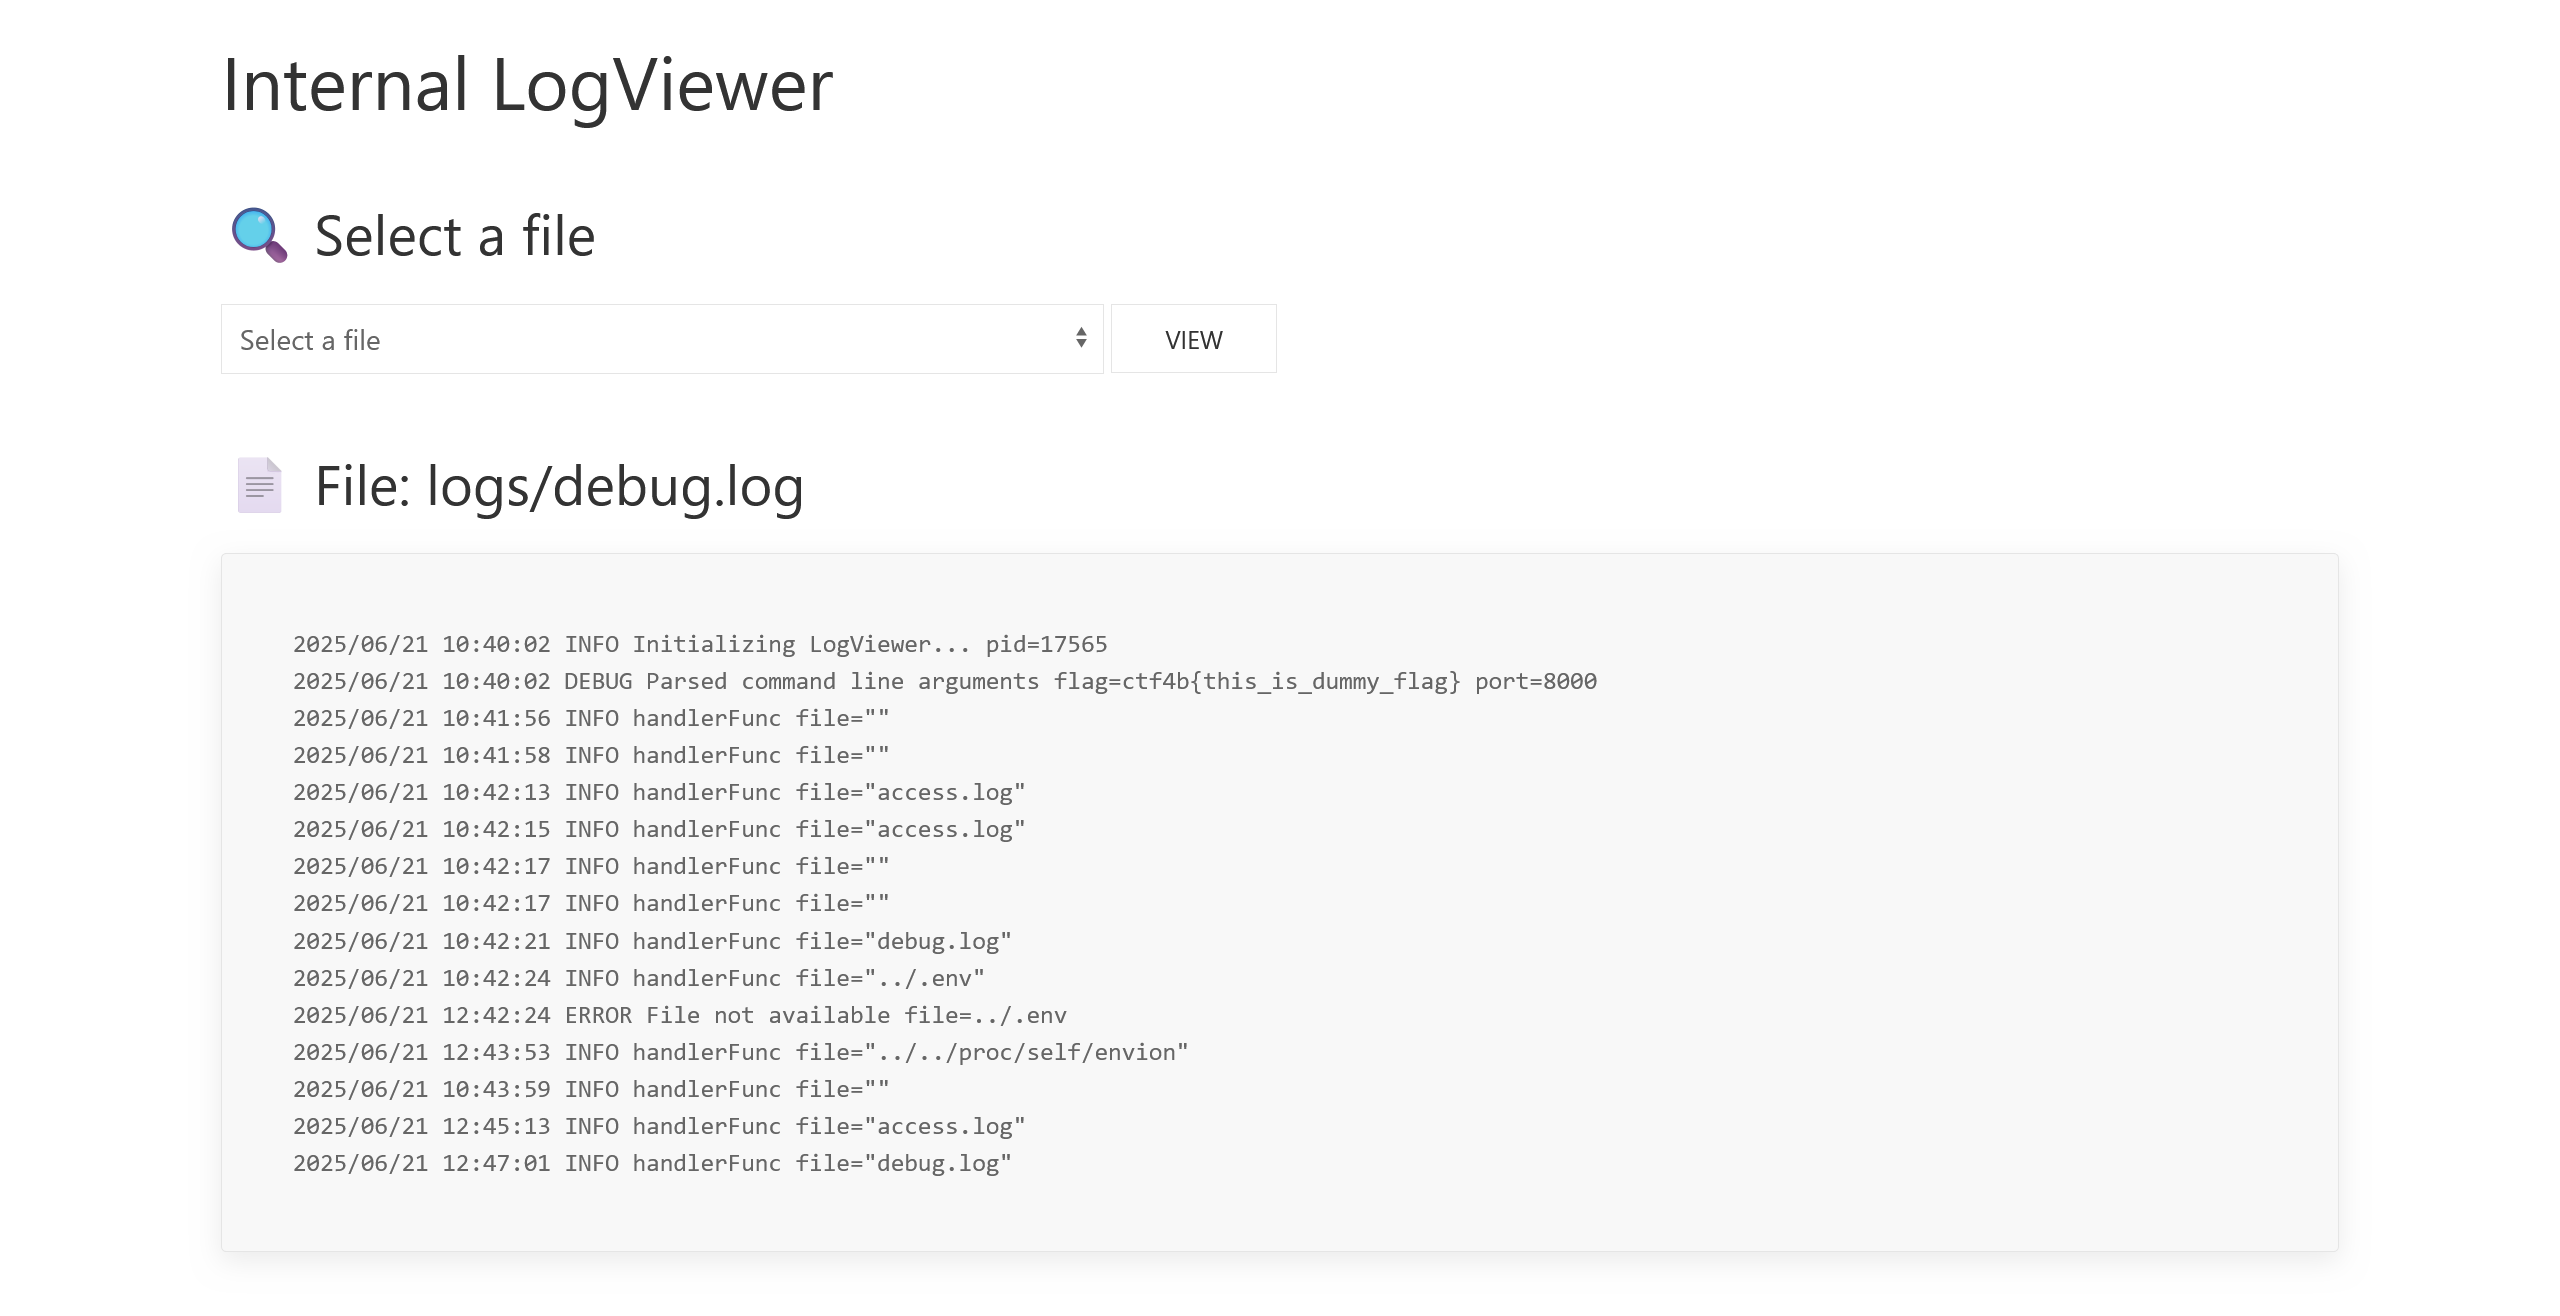 Internal LogViewer
Select a file
Select a file
VIEW
File: logs/debug.log
2025/06/21 10:40:02 INFO Initializing LogViewer... pid=17565
2025/06/21 10:40:02 DEBUG Parsed command line arguments flag=ctf4b{this_is_dummy_flag} port=8000
2025/06/21 10:41:56 INFO handlerFunc file=""
2025/06/21 10:41:58 INFO handlerFunc file=""
2025/06/21 10:42:13 INFO handlerFunc file="access.log"
2025/06/21 10:42:15 INFO handlerFunc file="access.log"
2025/06/21 10:42:17 INFO handlerFunc file=""
2025/06/21 10:42:17 INFO handlerFunc file=""
2025/06/21 10:42:21 INFO handlerFunc file="debug.log"
2025/06/21 10:42:24 INFO handlerFunc file="../.env"
2025/06/21 12:42:24 ERROR File not available file=../.env
2025/06/21 12:43:53 INFO handlerFunc file="../../proc/self/envion"
2025/06/21 10:43:59 INFO handlerFunc file=""
2025/06/21 12:45:13 INFO handlerFunc file="access.log"
2025/06/21 12:47:01 INFO handlerFunc file="debug.log"